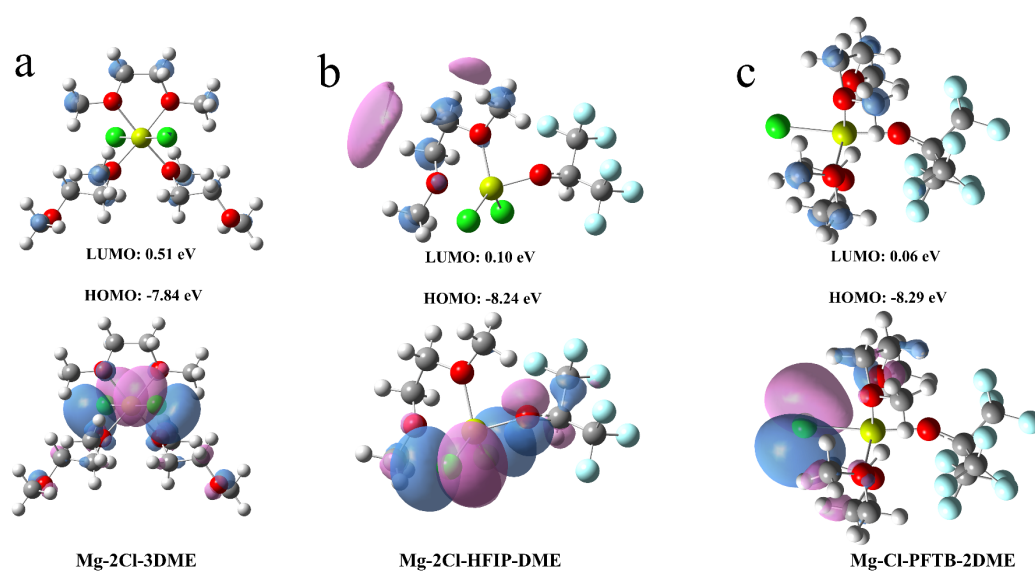 a
b
c
LUMO: 0.51 eV
LUMO: 0.10 eV
LUMO: 0.06 eV
HOMO: -7.84 eV
HOMO: -8.24 eV
HOMO: -8.29 eV
Mg-2Cl-3DME
Mg-2Cl-HFIP-DME
Mg-Cl-PFTB-2DME